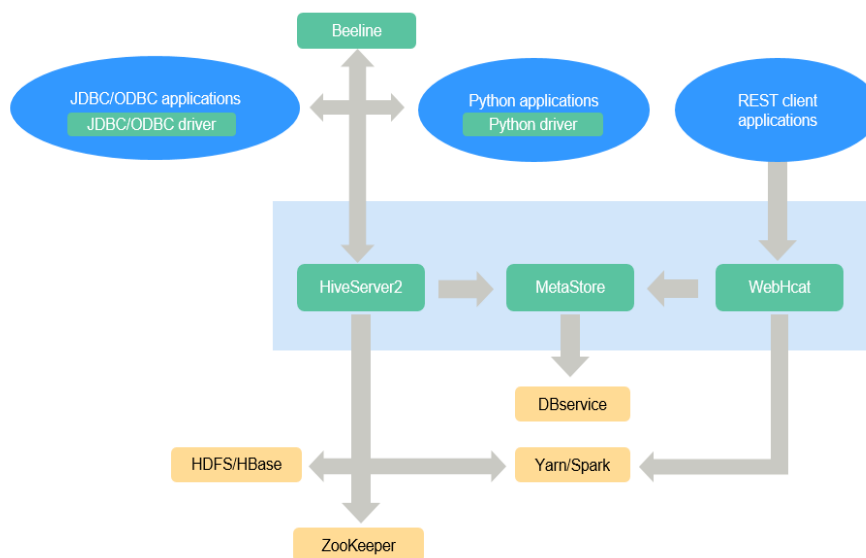 Beeline
JDBC/ODBC applications
JDBC/ODBC driver
Python applications
Python driver
REST client
applications
HiveServer2
MetaStore
WebHcat
DBservice
HDFS/HBase
Yarn/Spark
ZooKeeper